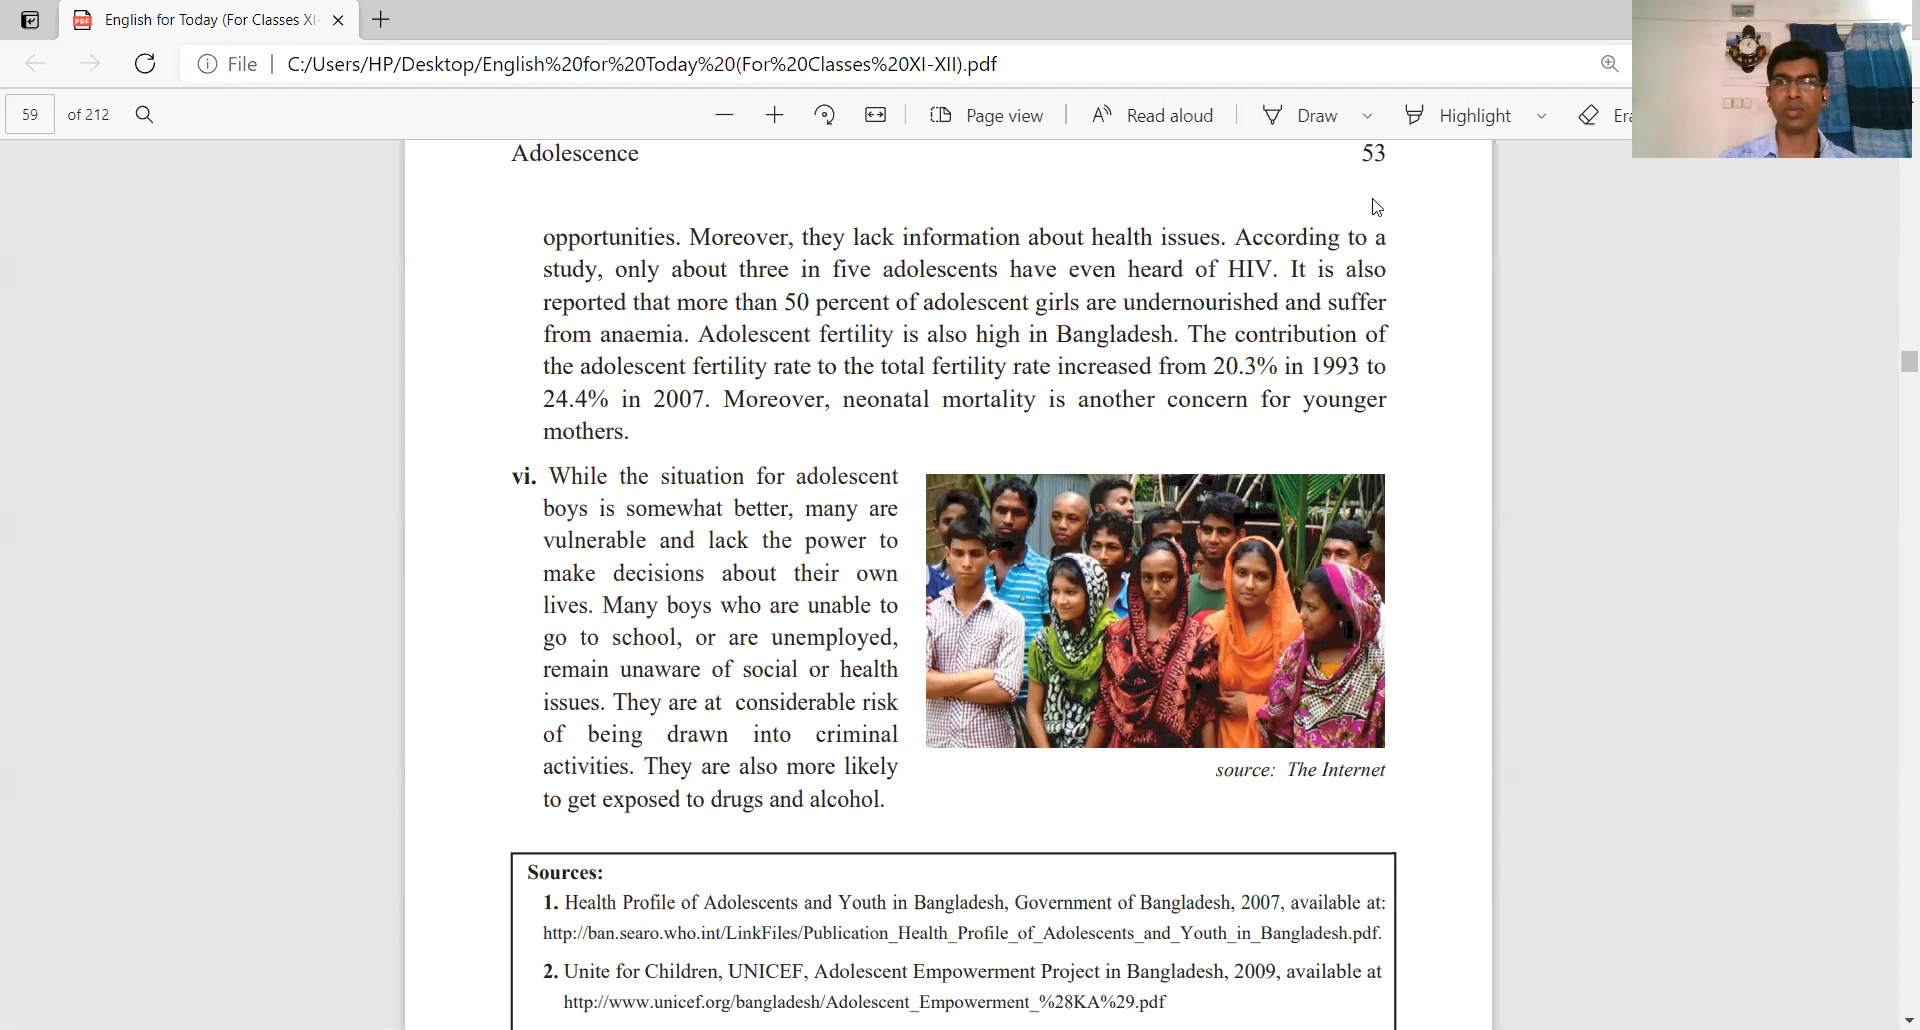 English for Today (For Classes XI-
File
C:/Users/HP/Desktop/English%20for%20Today%20(For%20Classes%20XI-XII).pdf
59 of 212
Page view
Read aloud
Draw
Highlight
Era
Adolescence 53
opportunities. Moreover, they lack information about health issues. According to a
study, only about three in five adolescents have even heard of HIV. It is also
reported that more than 50 percent of adolescent girls are undernourished and suffer
from anaemia. Adolescent fertility is also high in Bangladesh. The contribution of
the adolescent fertility rate to the total fertility rate increased from 20.3% in 1993 to
24.4% in 2007. Moreover, neonatal mortality is another concern for younger
mothers.
vi. While the situation for adolescent
boys is somewhat better, many are
vulnerable and lack the power to
make decisions about their own
lives. Many boys who are unable to
go to school, or are unemployed,
remain unaware of social or health
issues. They are at considerable risk
of being drawn into criminal
activities. They are also more likely
to get exposed to drugs and alcohol.
source: The Internet
Sources:
1. Health Profile of Adolescents and Youth in Bangladesh, Government of Bangladesh, 2007, available at:
http://ban.searo.who.int/LinkFiles/Publication_Health_Profile_of_Adolescents_and_Youth_in_Bangladesh.pdf.
2. Unite for Children, UNICEF, Adolescent Empowerment Project in Bangladesh, 2009, available at
http://www.unicef.org/bangladesh/Adolescent_Empowerment_%28KA%29.pdf